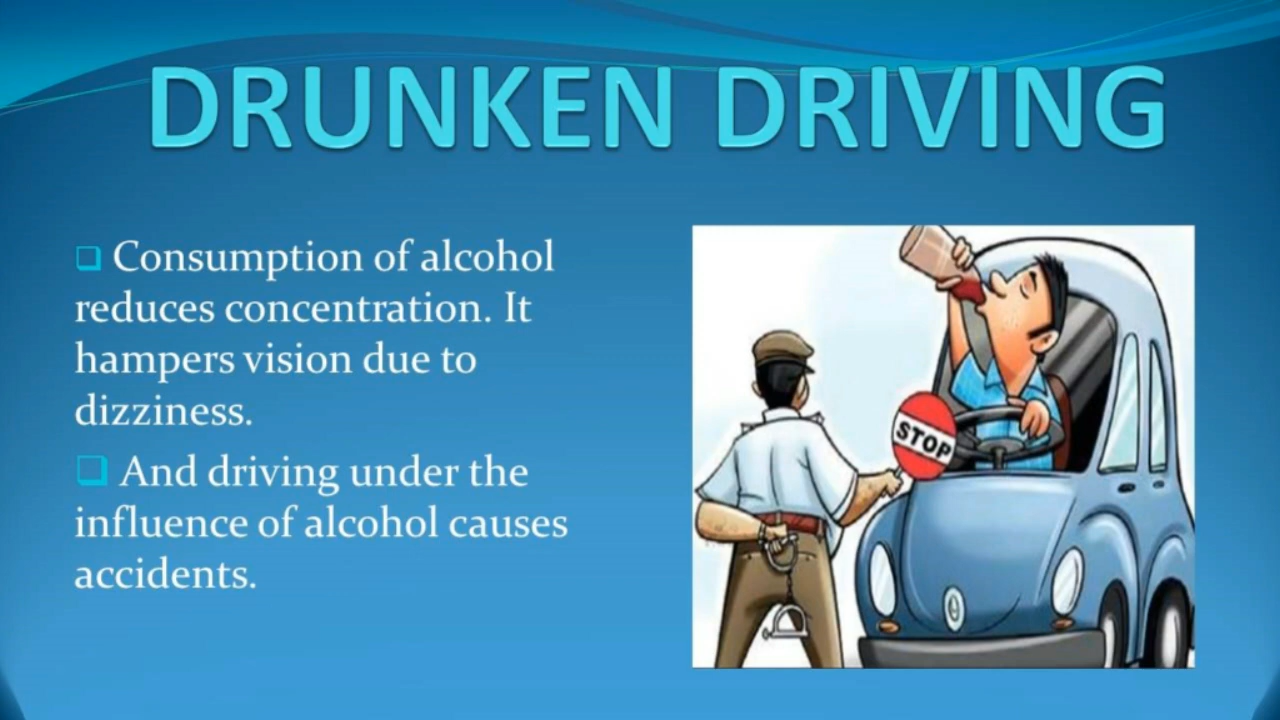 DRUNKEN DRIVING
❑ Consumption of alcohol
reduces concentration. It
hampers vision due to
dizziness.
❑ And driving under the
influence of alcohol causes
accidents.
STOP